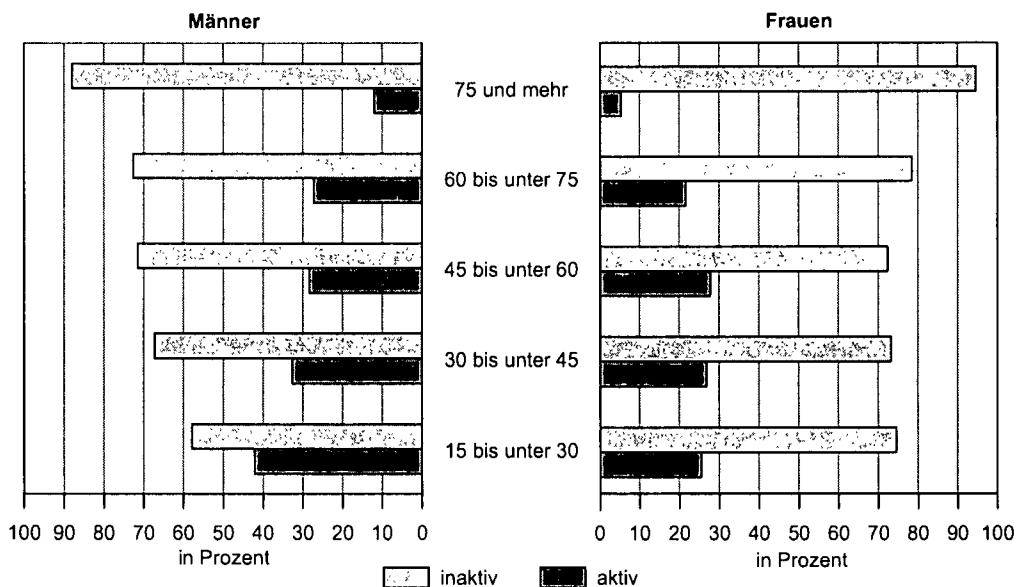 Männer
Frauen
75 und mehr
60 bis unter 75
45 bis unter 60
30 bis unter 45
15 bis unter 30
100 90 80 70 60 50 40 30 20 10 0
0 10 20 30 40 50 60 70 80 90 100
in Prozent
in Prozent
inaktiv aktiv